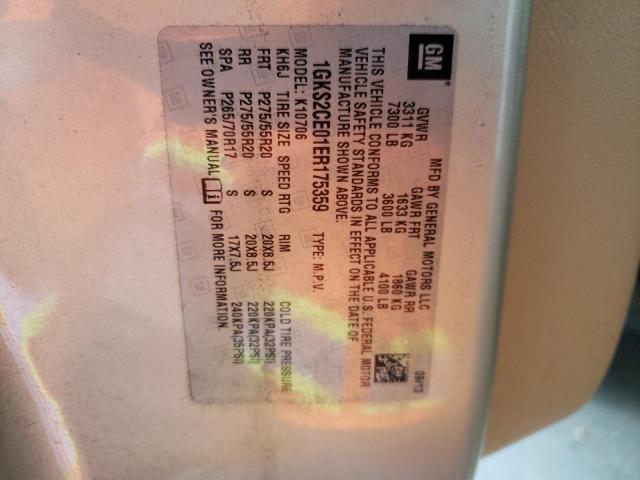 GM
MFD BY GENERAL MOTORS LLC 09/13
GVWR GAWR FRT GAWR RR
3311 KG 1633 KG 1860 KG
7300 LB 3600 LB 4100 LB
THIS VEHICLE CONFORMS TO ALL APPLICABLE U.S. FEDERAL MOTOR
VEHICLE SAFETY STANDARDS IN EFFECT ON THE DATE OF
MANUFACTURE SHOWN ABOVE.
1GKS2CE01ER175359 TYPE: M.P.V.
MODEL: K10706
KH6J TIRE SIZE SPEED RTG RIM COLD TIRE PRESSURE
FRT P275/55R20 S 20X8.5J 220KPA(32PSI)
RR P275/55R20 S 20X8.5J 220KPA(32PSI)
SPA P265/70R17 S 17X7.5J 240KPA(35PSI)
SEE OWNER'S MANUAL FOR MORE INFORMATION.